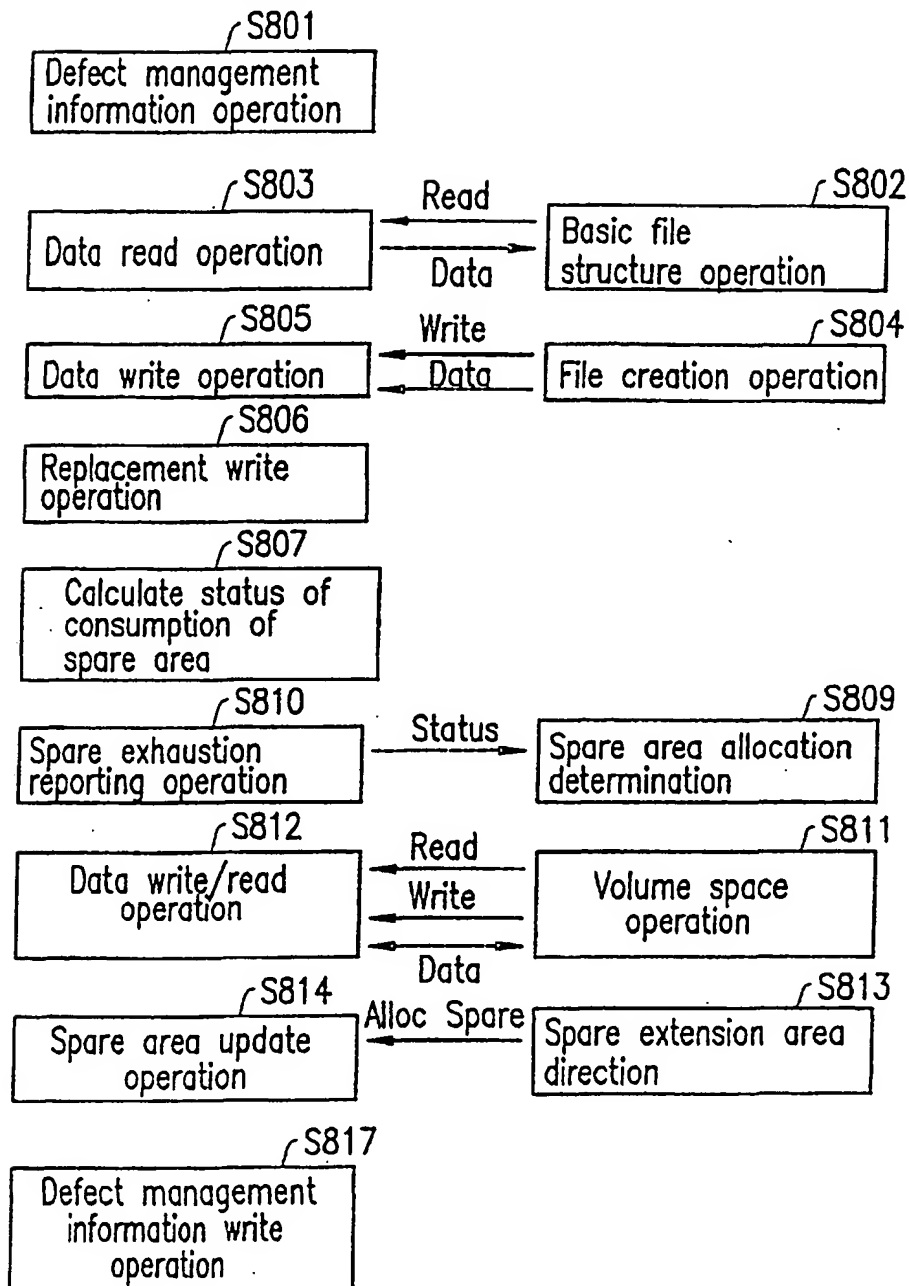 S801
Defect management
information operation
S803
Data read operation
Read
Data
S802
Basic file
structure operation
S805
Data write operation
Write
Data
S804
File creation operation
S806
Replacement write
operation
S807
Calculate status of
consumption of
spare area
S810
Spare exhaustion
reporting operation
Status
S809
Spare area allocation
determination
S812
Data write/read
operation
Read
Write
Data
S811
Volume space
operation
S814
Spare area update
operation
Alloc Spare
S813
Spare extension area
direction
S817
Defect management
information write
operation